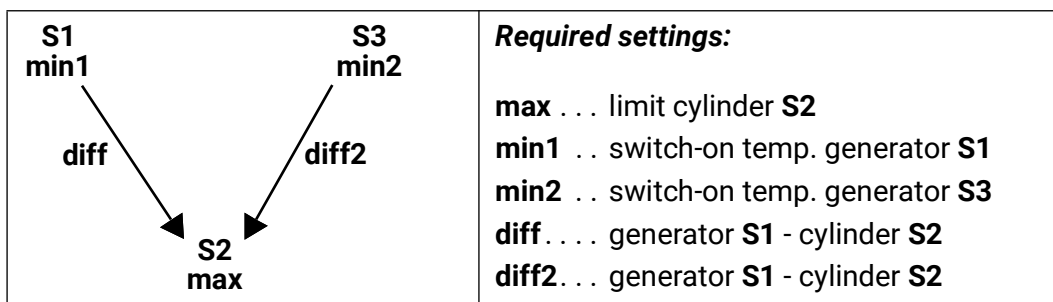 S1 S3
min1 min2
diff diff2
S2
max
Required settings:
max . . . limit cylinder S2
min1 . . switch-on temp. generator S1
min2 . . switch-on temp. generator S3
diff . . . . generator S1 - cylinder S2
diff2 . . . generator S1 - cylinder S2